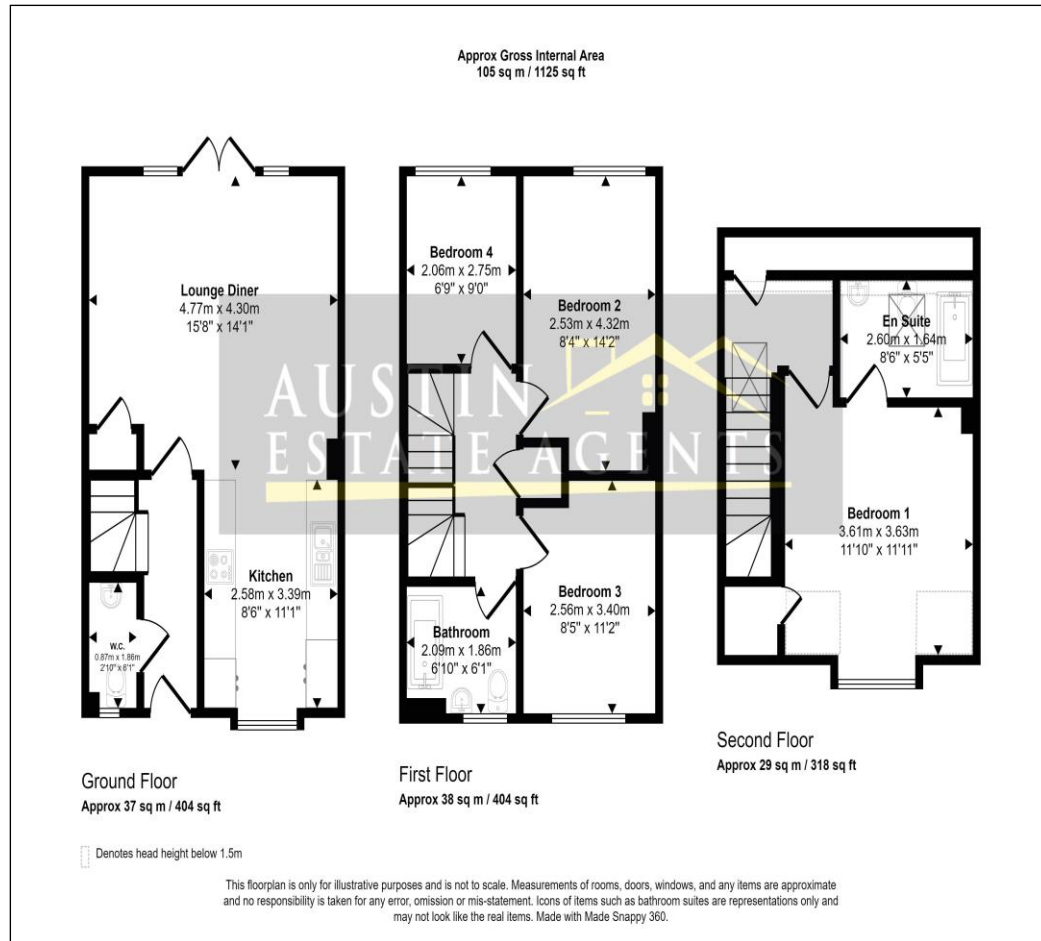 Approx Gross Internal Area
105 sq m / 1125 sq ft
Lounge Diner
4.77m x 4.30m
15'8" x 14'1"
Kitchen
2.58m x 3.39m
8'6" x 11'1"
W.C.
0.87m x 1.86m
2'10" x 6'1"
Ground Floor
Approx 37 sq m / 404 sq ft
Bedroom 4
2.06m x 2.75m
6'9" x 9'0"
Bedroom 2
2.53m x 4.32m
8'4" x 14'2"
Bedroom 3
2.56m x 3.40m
8'5" x 11'2"
Bathroom
2.09m x 1.86m
6'10" x 6'1"
First Floor
Approx 38 sq m / 404 sq ft
En Suite
2.60m x 1.64m
8'6" x 5'5"
Bedroom 1
3.61m x 3.63m
11'10" x 11'11"
Second Floor
Approx 29 sq m / 318 sq ft
AUSTIN
ESTATE AGENTS
Denotes head height below 1.5m
This floorplan is only for illustrative purposes and is not to scale. Measurements of rooms, doors, windows, and any items are approximate
and no responsibility is taken for any error, omission or mis-statement. Icons of items such as bathroom suites are representations only and
may not look like the real items. Made with Made Snappy 360.